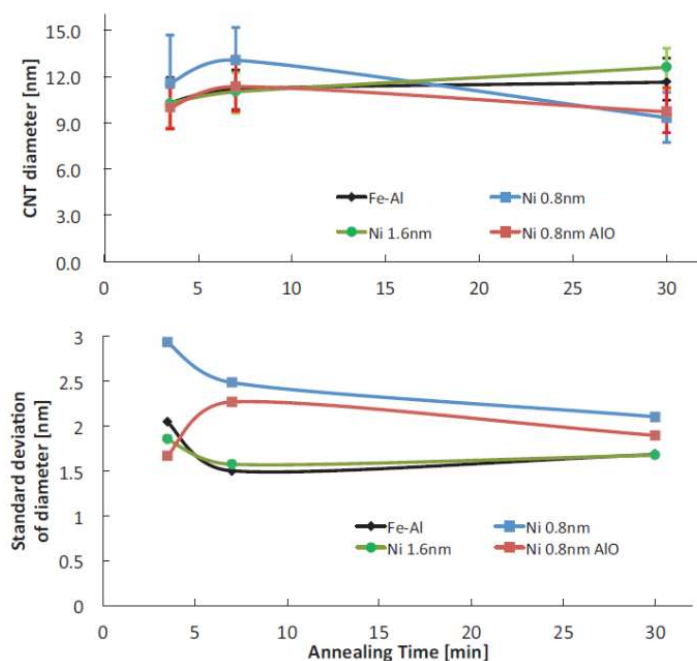 15.0
12.0
9.0
6.0
3.0
0.0
CNT diameter [nm]
Fe-Al
Ni 0.8nm
Ni 1.6nm
Ni 0.8nm AlO
0 5 10 15 20 25 30
3
2.5
2
1.5
1
0.5
0
Standard deviation
of diameter [nm]
Fe-Al
Ni 0.8nm
Ni 1.6nm
Ni 0.8nm AlO
0 5 10 15 20 25 30
Annealing Time [min]